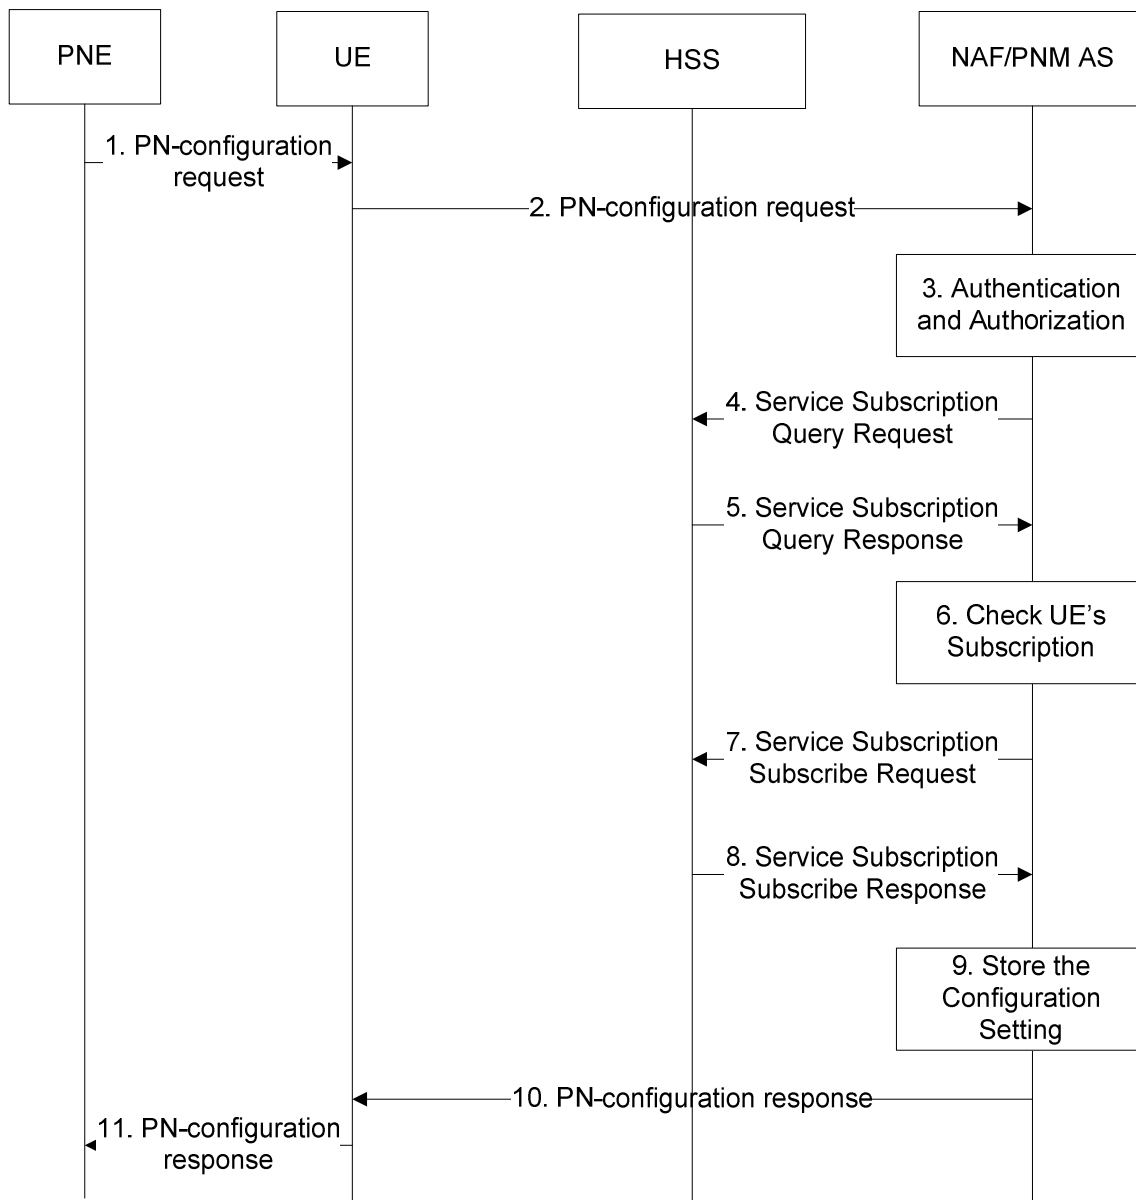 PNE
UE
HSS
NAF/PNM AS
1. PN-configuration
request
2. PN-configuration request
3. Authentication
and Authorization
4. Service Subscription
Query Request
5. Service Subscription
Query Response
6. Check UE's
Subscription
7. Service Subscription
Subscribe Request
8. Service Subscription
Subscribe Response
9. Store the
Configuration
Setting
10. PN-configuration response
11. PN-configuration
response